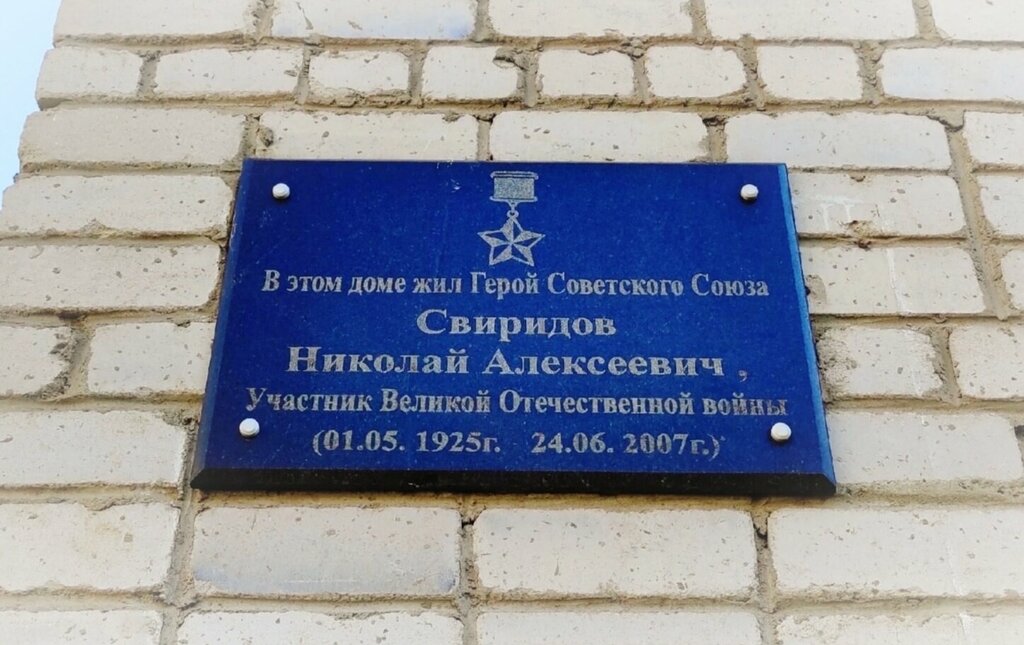 В этом доме жил Герой Советского Союза
Свиридов
Николай Алексеевич ,
Участник Великой Отечественной войны
(01.05. 1925г. 24.06. 2007г.)